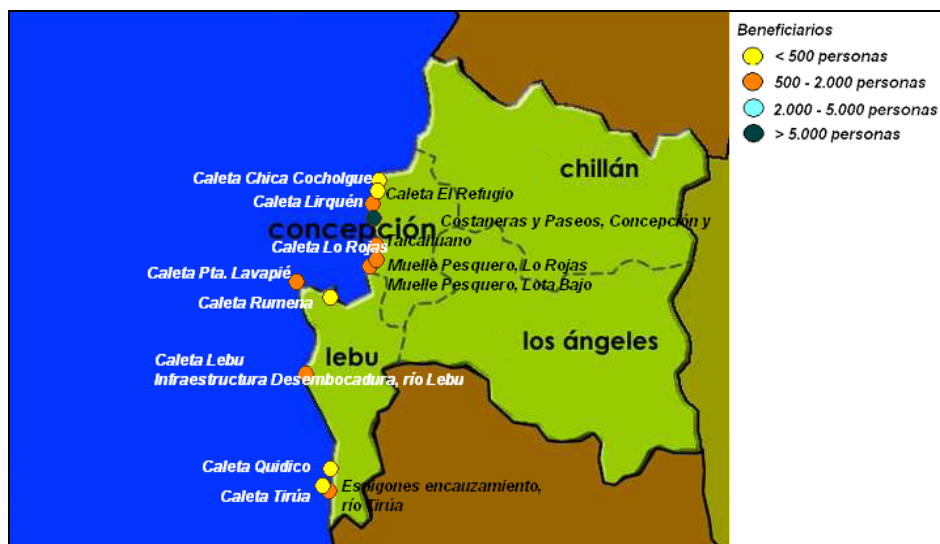 Beneficiarios
< 500 personas
500 - 2.000 personas
2.000 - 5.000 personas
> 5.000 personas
chillán
Caleta Chica Cocholgue
Caleta El Refugio
Caleta Lirquén
Costaneras y Paseos, Concepción y
Talcahuano
concepción
Caleta Lo Rojas
Muelle Pesquero, Lo Rojas
Caleta Pta. Lavapié
Muelle Pesquero, Lota Bajo
Caleta Rumena
los ángeles
lebu
Caleta Lebu
Infraestructura Desembocadura, río Lebu
Caleta Quidico
Espigones encauzamiento,
río Tirúa
Caleta Tirúa